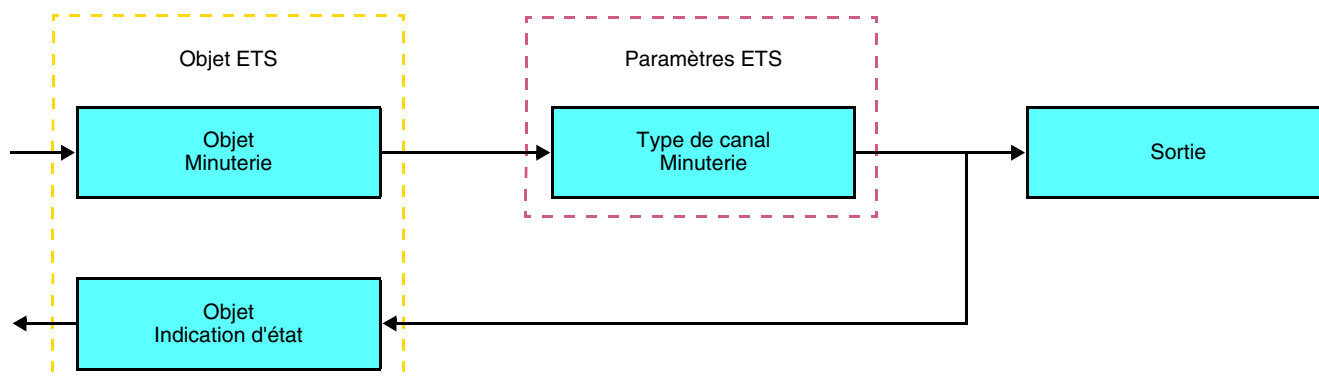 Objet ETS
Paramètres ETS
Objet
Minuterie
Type de canal
Minuterie
Sortie
Objet
Indication d'état